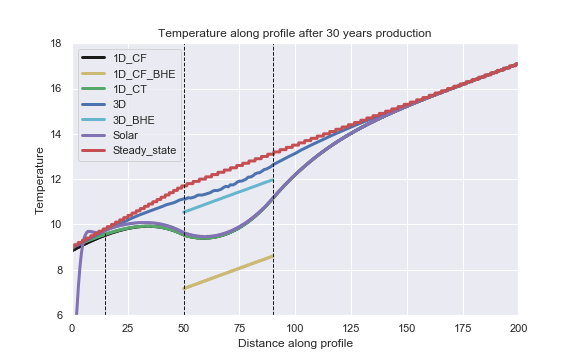 Temperature along profile after 30 years production
18
16
14
12
10
8
6
Temperature
1D_CF
1D_CF_BHE
1D_CT
3D
3D_BHE
Solar
Steady_state
0 25 50 75 100 125 150 175 200
Distance along profile